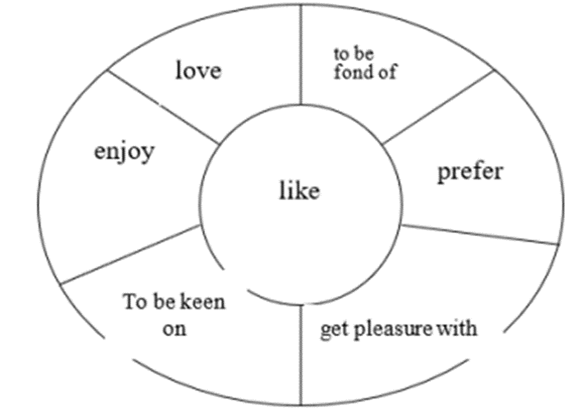 love
to be
fond of
enjoy
prefer
like
To be keen
on
get pleasure with